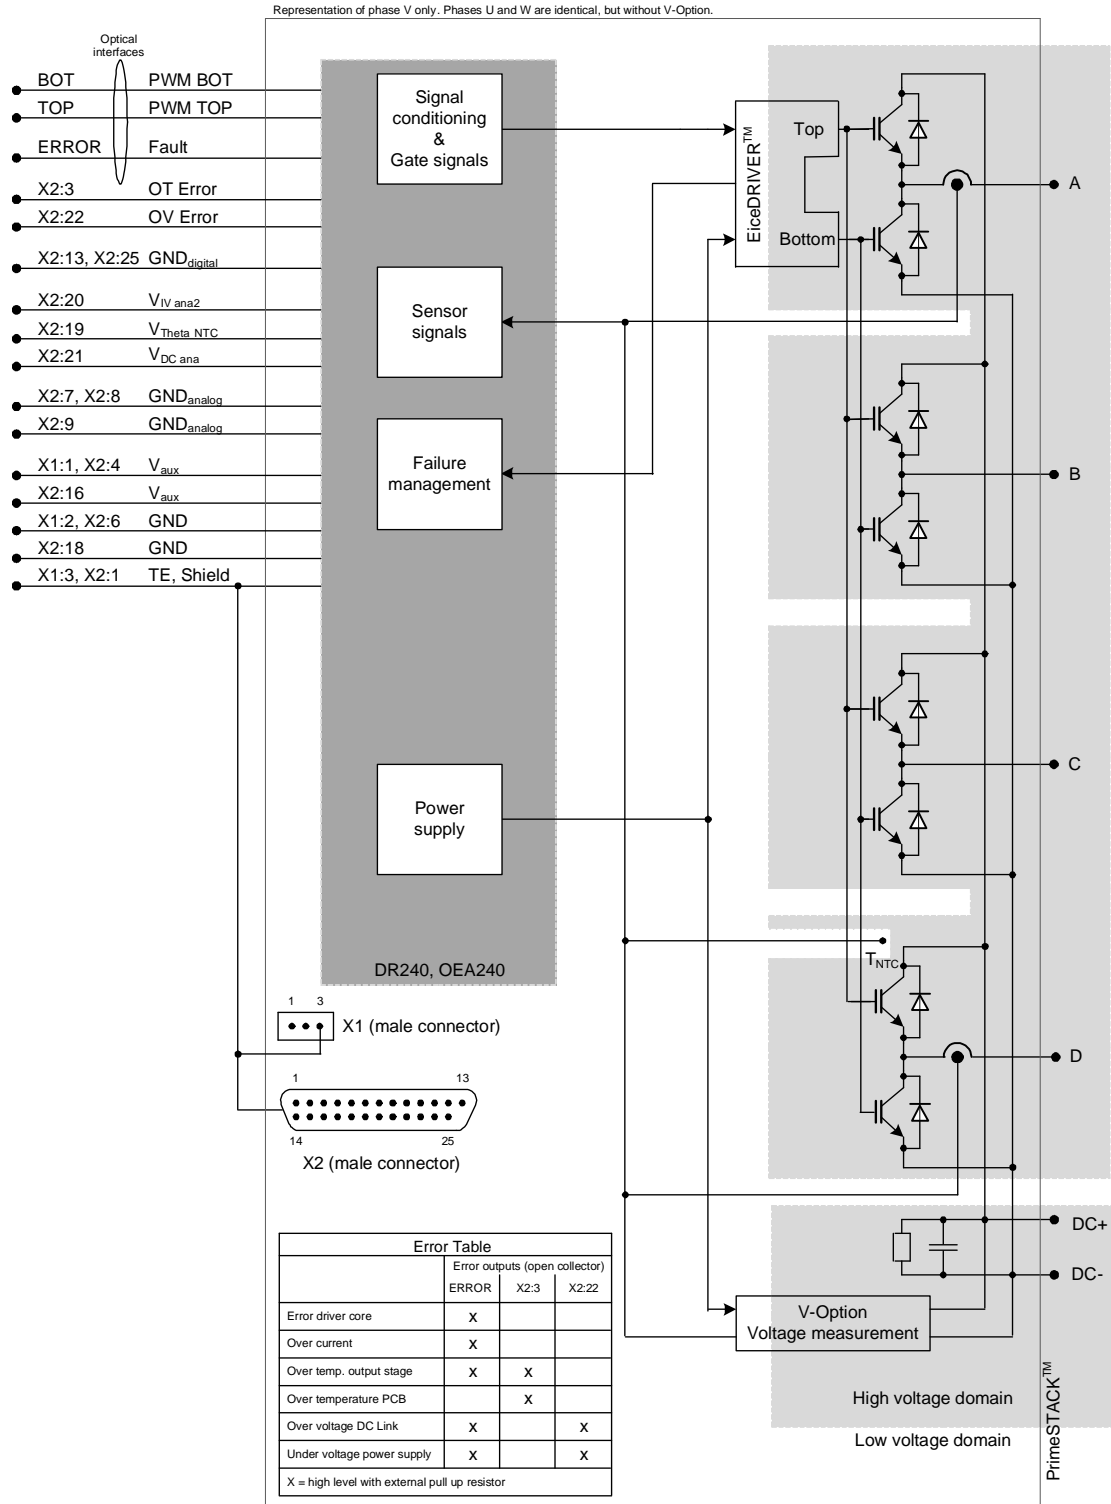 Representation of phase V only. Phases U and W are identical, but without V-Option.
Optical
interfaces
BOT PWM BOT
TOP PWM TOP
ERROR Fault
X2:3 OT Error
X2:22 OV Error
X2:13, X2:25 GNDdigital
X2:20 VIV ana2
X2:19 VTheta NTC
X2:21 VDC ana
X2:7, X2:8 GNDanalog
X2:9 GNDanalog
X1:1, X2:4 Vaux
X2:16 Vaux
X1:2, X2:6 GND
X2:18 GND
X1:3, X2:1 TE, Shield
Signal
conditioning
&
Gate signals
Sensor
signals
Failure
management
Power
supply
DR240, OEA240
EiceDRIVER™
Top
Bottom
A
B
C
TNTC
D
DC+
DC-
1 3
X1 (male connector)
1 13
14 25
X2 (male connector)
V-Option
Voltage measurement
High voltage domain
Low voltage domain
PrimeSTACK™
Error Table
Error outputs (open collector)
ERROR X2:3 X2:22
Error driver core X
Over current X
Over temp. output stage X X
Over temperature PCB X
Over voltage DC Link X X
Under voltage power supply X X
X = high level with external pull up resistor